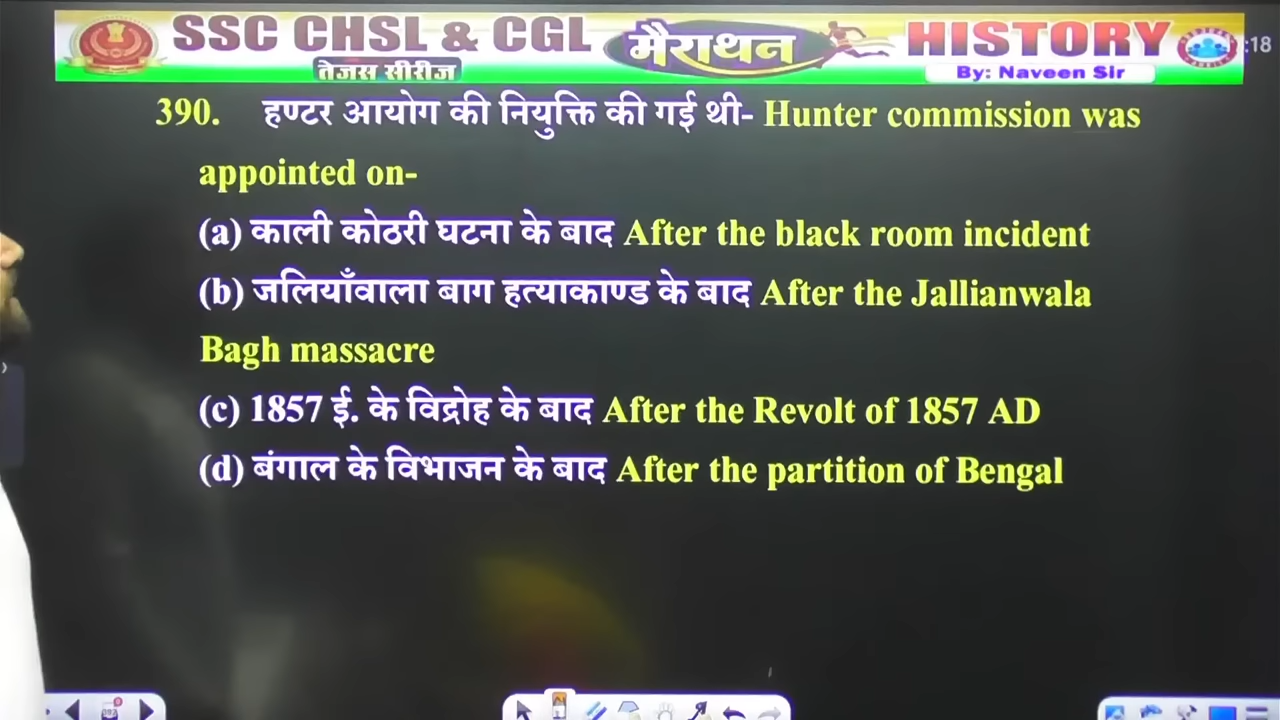 SSC CHSL & CGL मैराथन HISTORY :18
तेजस सीरीज By: Naveen Sir
390. हण्टर आयोग की नियुक्ति की गई थी- Hunter commission was
appointed on-
(a) काली कोठरी घटना के बाद After the black room incident
(b) जलियाँवाला बाग हत्याकाण्ड के बाद After the Jallianwala
Bagh massacre
(c) 1857 ई. के विद्रोह के बाद After the Revolt of 1857 AD
(d) बंगाल के विभाजन के बाद After the partition of Bengal